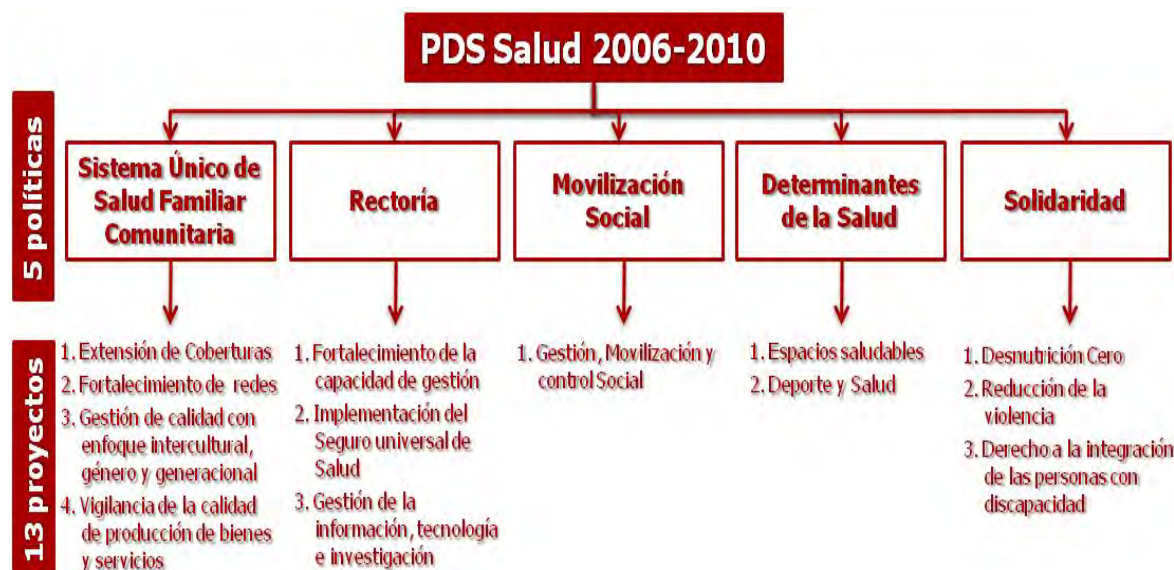 PDS Salud 2006-2010
5 políticas
Sistema Único de
Salud Familiar
Comunitaria
Rectoría
Movilización
Social
Determinantes
de la Salud
Solidaridad
13 proyectos
1. Extensión de Coberturas
2. Fortalecimiento de redes
3. Gestión de calidad con
enfoque intercultural,
género y generacional
4. Vigilancia de la calidad
de producción de bienes
y servicios
1. Fortalecimiento de la
capacidad de gestión
2. Implementación del
Seguro universal de
Salud
3. Gestión de la
información, tecnología
e investigación
1. Gestión, Movilización y
control Social
1. Espacios saludables
2. Deporte y Salud
1. Desnutrición Cero
2. Reducción de la
violencia
3. Derecho a la integración
de las personas con
discapacidad